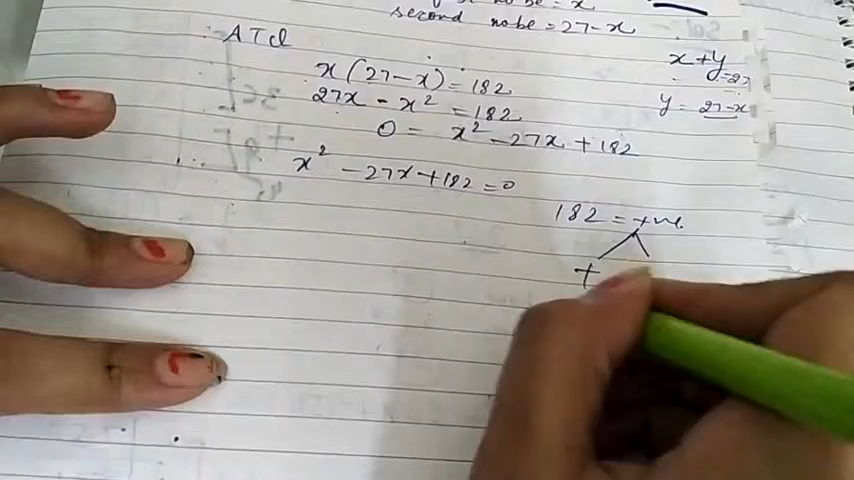 second no be = 27 - x
ATQ
x + y = 27
x (27 - x) = 182
y = 27 - x
27x - x² = 182
0 = x² - 27x + 182
x² - 27x + 182 = 0
182 = +ve
+